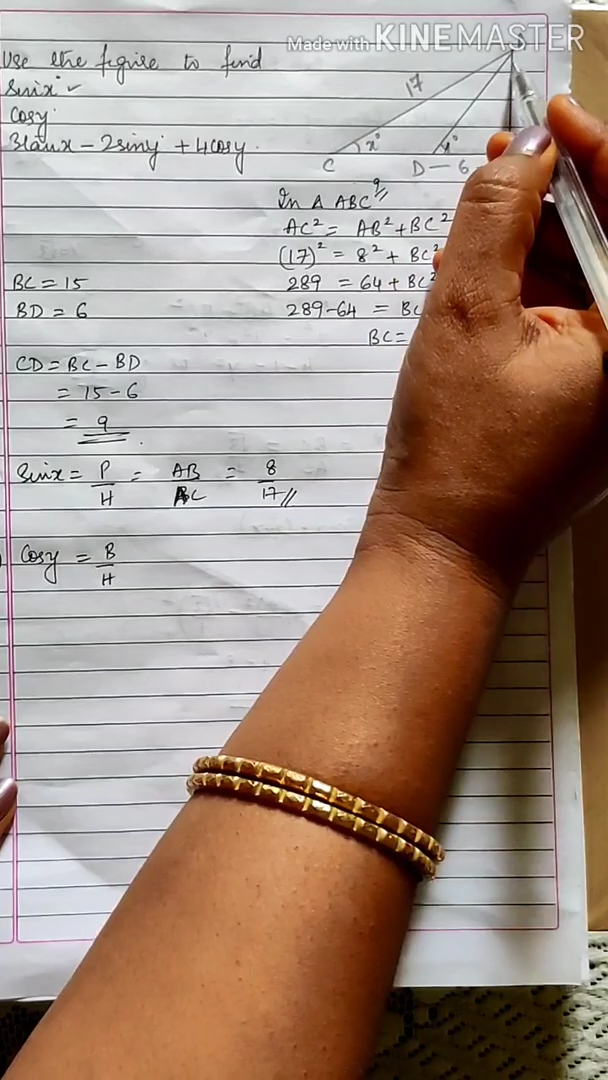 Made with KINEMASTER
Use the figure to find
sinx°
cosy°
3tanx - 2siny + 4cosy.
17
x°
y°
C
D — 6
In Δ ABC
AC² = AB² + BC²
(17)² = 8² + BC²
289 = 64 + BC²
289-64 = BC
BC =
BC = 15
BD = 6
CD = BC - BD
= 15 - 6
= 9
sinx = P/H = AB/AC = 8/17
Cosy = B/H